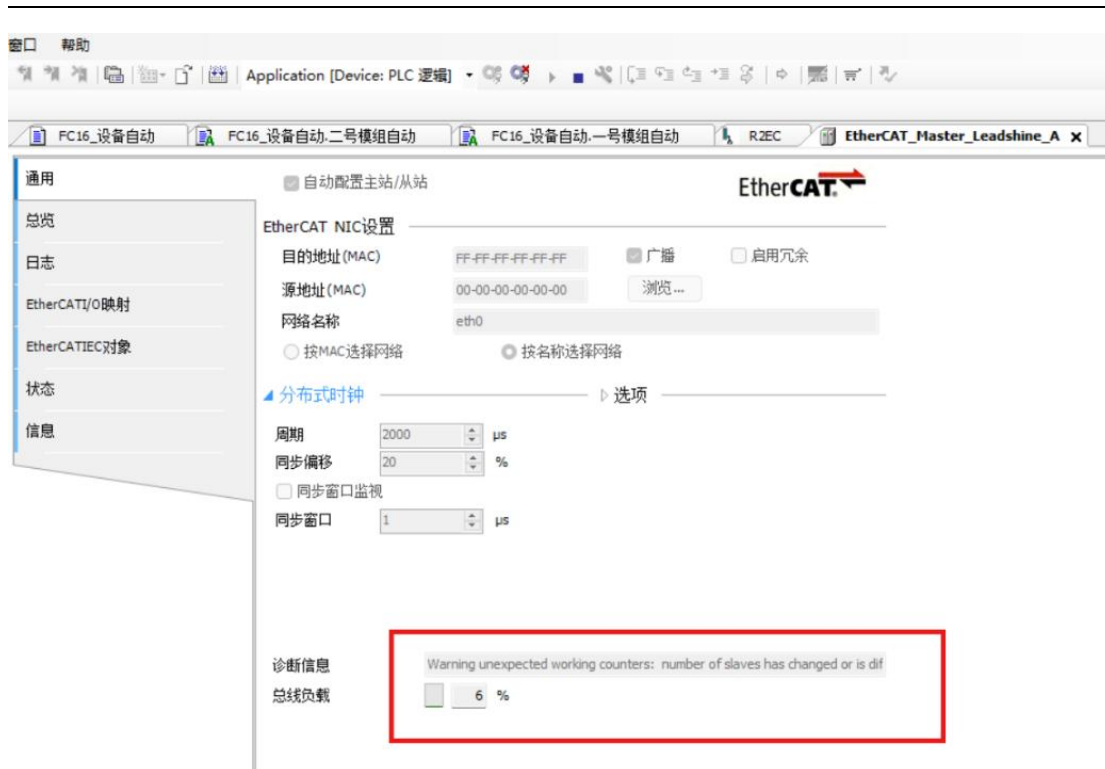 窗口 帮助
Application [Device: PLC 逻辑]
FC16_设备自动 FC16_设备自动.二号模组自动 FC16_设备自动.一号模组自动 R2EC EtherCAT_Master_Leadshine_A x
通用
总览
日志
EtherCATI/O映射
EtherCATIEC对象
状态
信息
自动配置主站/从站 EtherCAT
EtherCAT NIC设置
目的地址(MAC) FF-FF-FF-FF-FF-FF 广播 启用冗余
源地址(MAC) 00-00-00-00-00-00 浏览...
网络名称 eth0
按MAC选择网络 按名称选择网络
分布式时钟 选项
周期 2000 µs
同步偏移 20 %
同步窗口监视
同步窗口 1 µs
诊断信息 Warning unexpected working counters: number of slaves has changed or is dif
总线负载 6 %